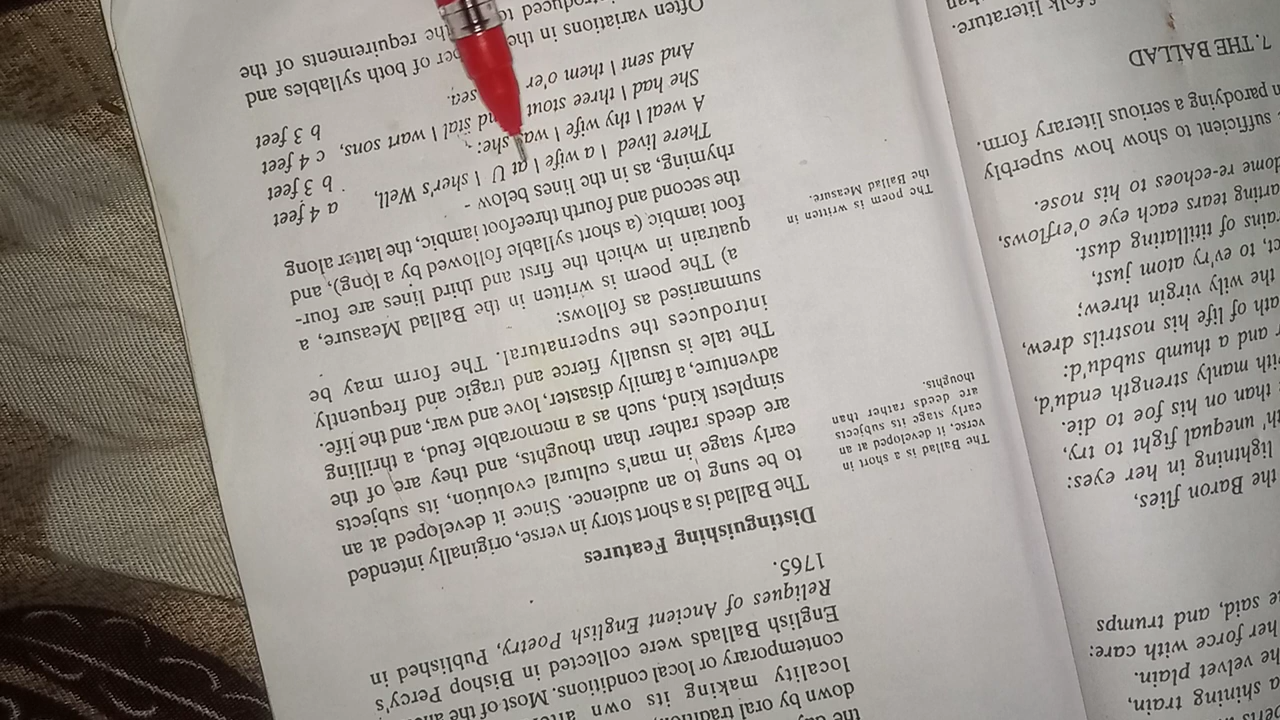 a shining train,
the velvet plain.
her force with care:
said, and trumps
the Baron flies,
lightning in her eyes:
unequal fight to try,
than on his foe to die.
with manly strength endu'd,
and a thumb subdu'd:
of life his nostrils drew,
the wily virgin threw;
to ev'ry atom just,
of titillating dust.
tears each eye o'erflows,
dome re-echoes to his nose.
sufficient to show how superbly
parodying a serious literary form.
7. THE BALLAD
folk literature.
down by oral tradition,
locality making its own
contemporary or local conditions. Most of the
English Ballads were collected in Bishop Percy's
Reliques of Ancient English Poetry, Published in
1765.
Distinguishing Features
The Ballad is a short story in verse, originally intended
to be sung to an audience. Since it developed at an
early stage in man's cultural evolution, its subjects
are deeds rather than thoughts, and they are of the
simplest kind, such as a memorable feud, a thrilling
adventure, a family disaster, love and war, and the life.
The tale is usually fierce and tragic and frequently
introduces the supernatural. The form may be
summarised as follows:
The Ballad is a short in
verse, it developed at an
early stage its subjects
are deeds rather than
thoughts.
a) The poem is written in the Ballad Measure, a
quatrain in which the first and third lines are four-
foot iambic (a short syllable followed by a long), and
the second and fourth threefoot iambic, the latter along
rhyming, as in the lines below -
The poem is written in
the Ballad Measure.
There lived l a wife l at U l sher's Well, a 4 feet
A weal l thy wife l was she: b 3 feet
She had l three stout nd stal l wart sons, c 4 feet
And sent l them o'er sea. b 3 feet
Often variations in the ber of both syllables and
the requirements of the